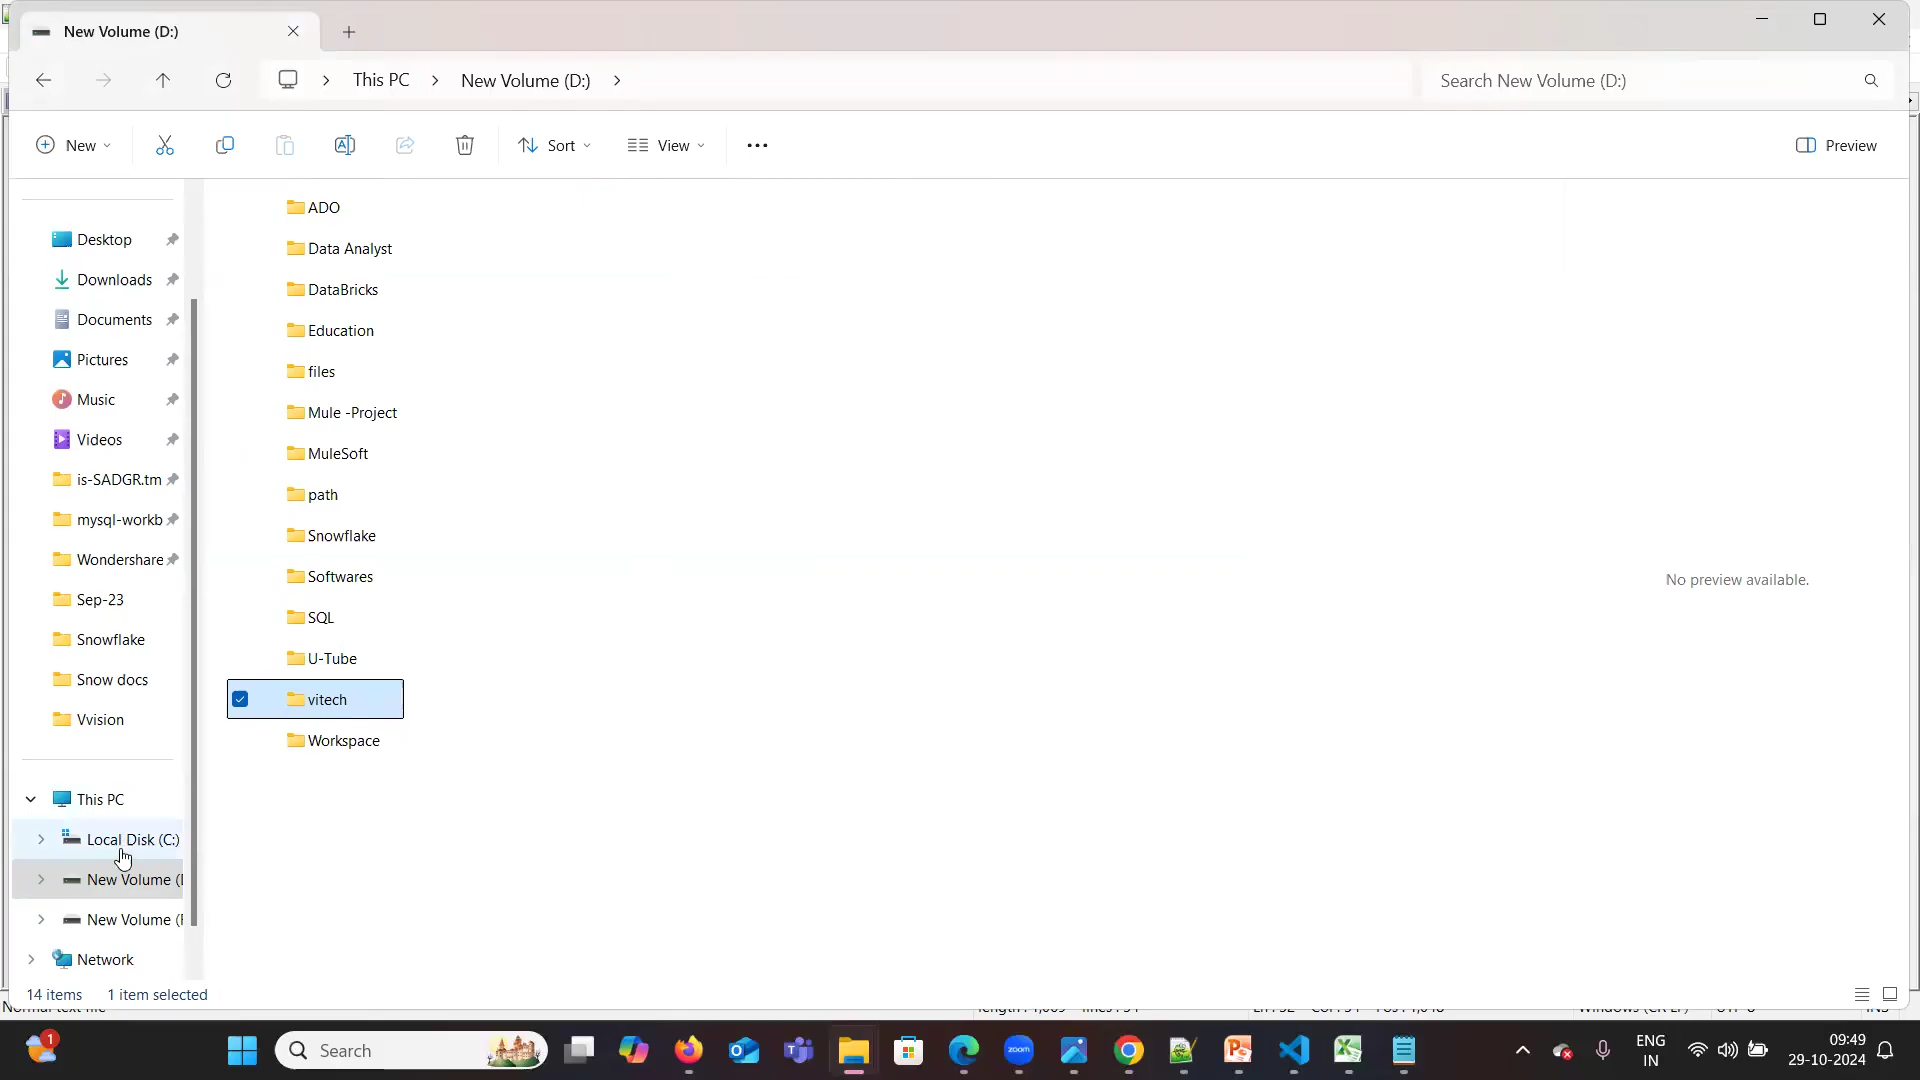 New Volume (D:)
This PC
New Volume (D:)
Search New Volume (D:)
New
Sort
View
Preview
Desktop
Downloads
Documents
Pictures
Music
Videos
is-SADGR.tm
mysql-workb
Wondershare
Sep-23
Snowflake
Snow docs
Vvision
This PC
Local Disk (C:)
New Volume (
New Volume (
Network
ADO
Data Analyst
DataBricks
Education
files
Mule -Project
MuleSoft
path
Snowflake
Softwares
SQL
U-Tube
vitech
Workspace
No preview available.
14 items 1 item selected
1
Search
zoom
ENG
IN
09:49
29-10-2024